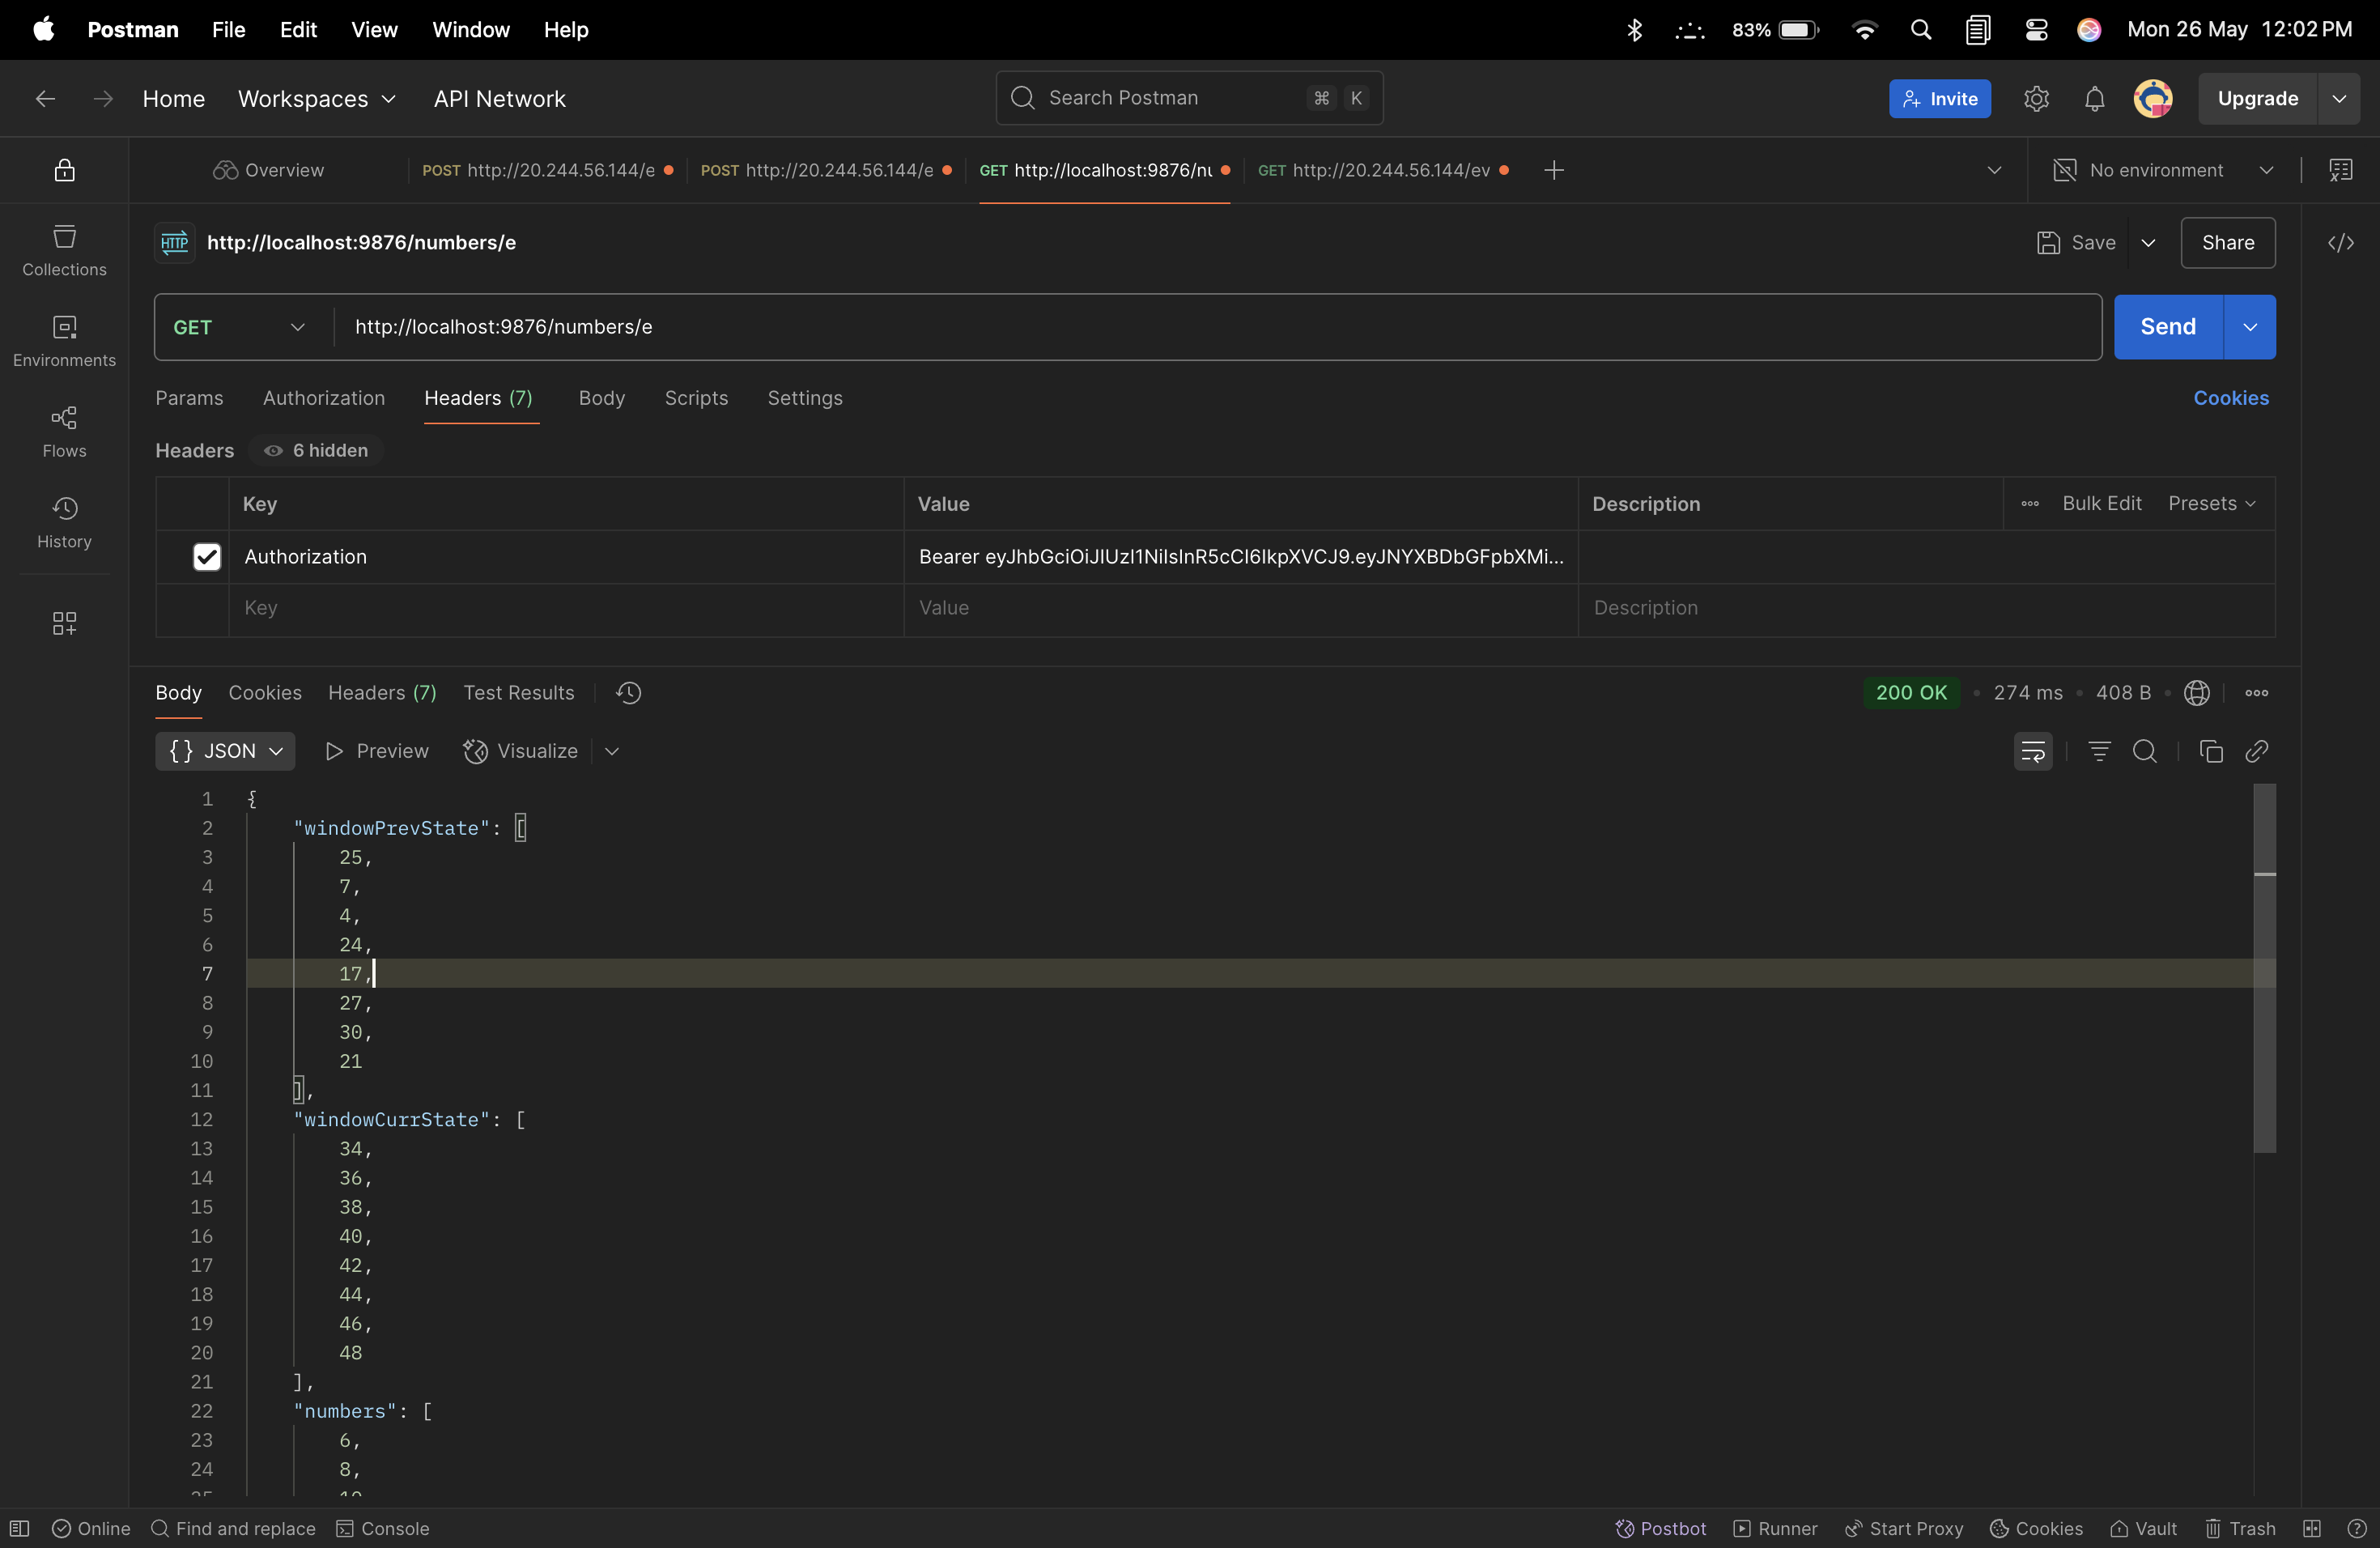 Postman File Edit View Window Help 83% Mon 26 May 12:02 PM
Home Workspaces API Network Search Postman ⌘ K Invite Upgrade
Overview POST http://20.244.56.144/e POST http://20.244.56.144/e GET http://localhost:9876/nu GET http://20.244.56.144/ev No environment
HTTP http://localhost:9876/numbers/e Save Share
Collections
GET http://localhost:9876/numbers/e Send
Environments
Params Authorization Headers (7) Body Scripts Settings Cookies
Flows
Headers 6 hidden
Key Value Description Bulk Edit Presets
History
Authorization Bearer eyJhbGciOiJIUzI1NiIsInR5cCI6IkpXVCJ9.eyJNYXBDbGFpbXMi...
Key Value Description
Body Cookies Headers (7) Test Results 200 OK • 274 ms • 408 B
{} JSON Preview Visualize
1 {
2 "windowPrevState": [
3 25,
4 7,
5 4,
6 24,
7 17,
8 27,
9 30,
10 21
11 ],
12 "windowCurrState": [
13 34,
14 36,
15 38,
16 40,
17 42,
18 44,
19 46,
20 48
21 ],
22 "numbers": [
23 6,
24 8,
Online Find and replace Console Postbot Runner Start Proxy Cookies Vault Trash